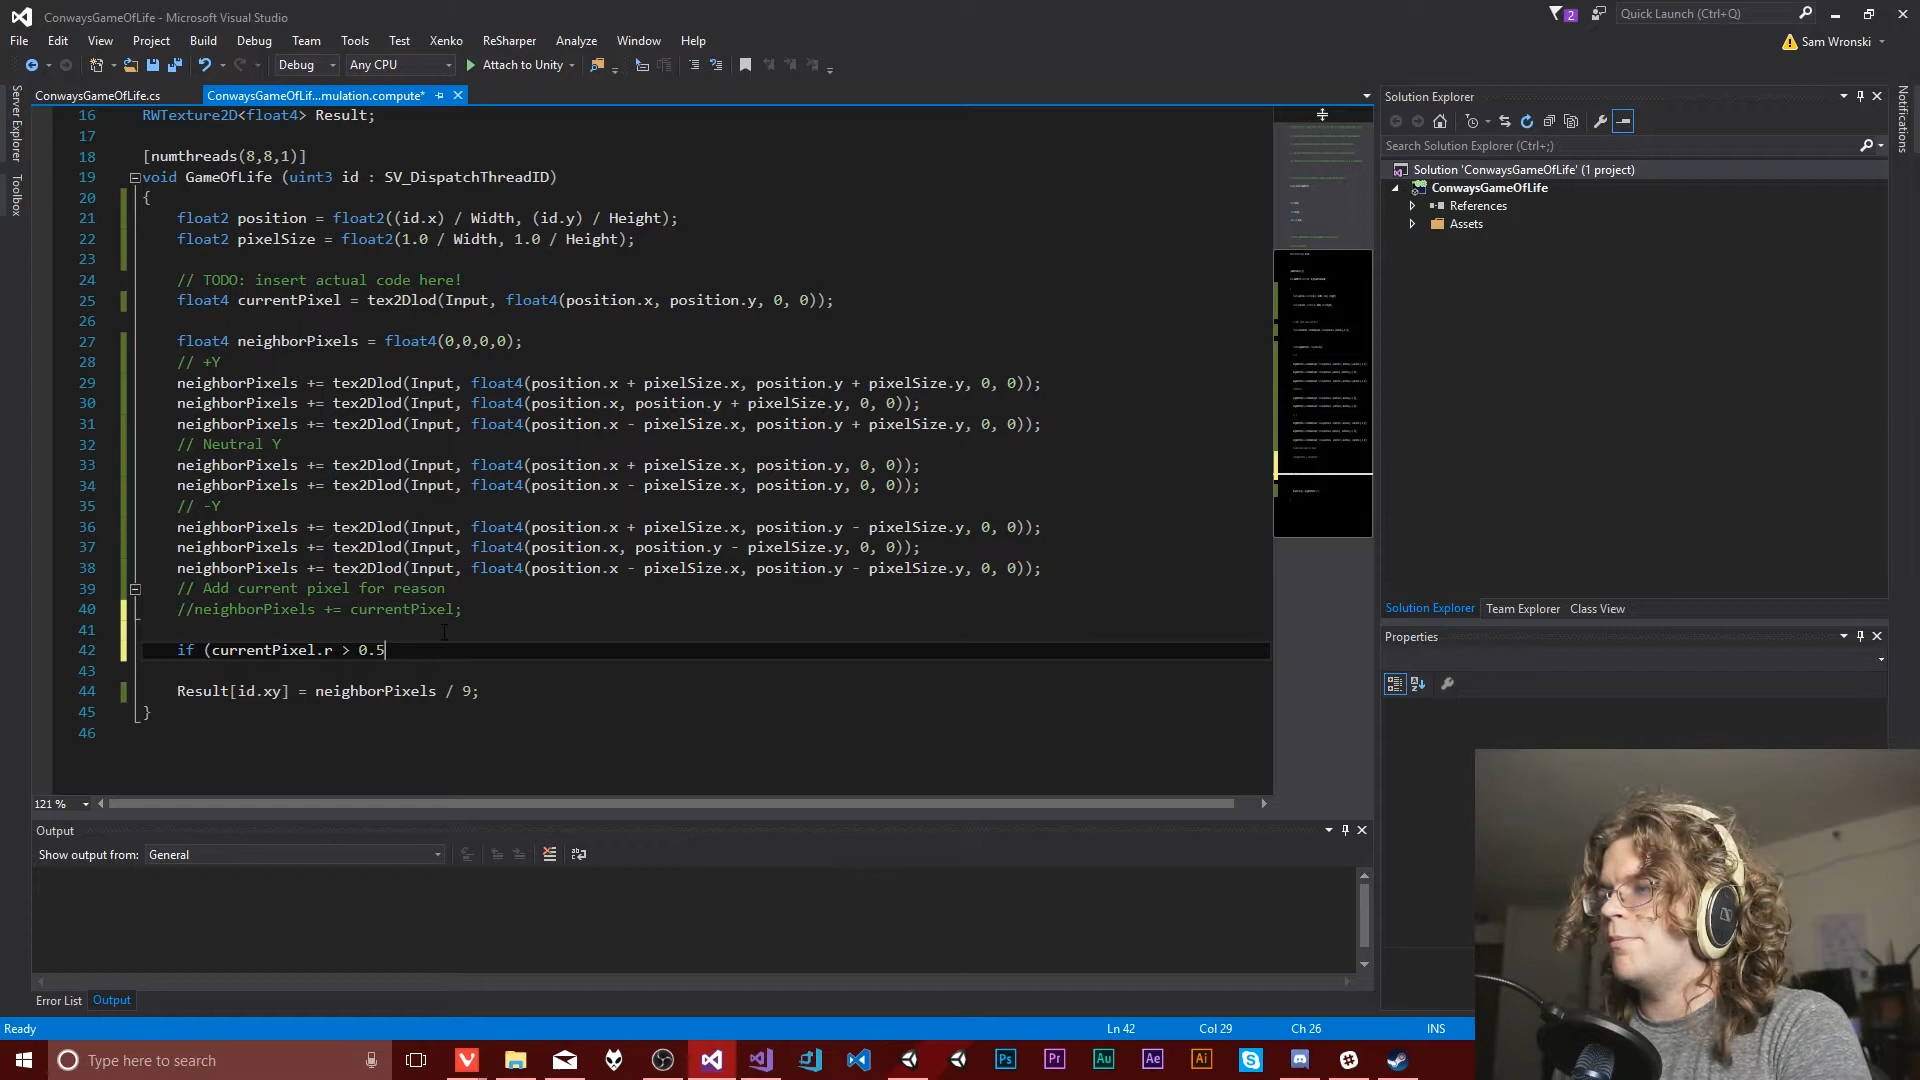 ConwaysGameOfLife - Microsoft Visual Studio
2
Quick Launch (Ctrl+Q)
File Edit View Project Build Debug Team Tools Test Xenko ReSharper Analyze Window Help
Sam Wronski
Debug Any CPU Attach to Unity
Server Explorer
Toolbox
ConwaysGameOfLife.cs
ConwaysGameOfLif...mulation.compute*
16 RWTexture2D<float4> Result;
17
18 [numthreads(8,8,1)]
19 void GameOfLife (uint3 id : SV_DispatchThreadID)
20 {
21 float2 position = float2((id.x) / Width, (id.y) / Height);
22 float2 pixelSize = float2(1.0 / Width, 1.0 / Height);
23
24 // TODO: insert actual code here!
25 float4 currentPixel = tex2Dlod(Input, float4(position.x, position.y, 0, 0));
26
27 float4 neighborPixels = float4(0,0,0,0);
28 // +Y
29 neighborPixels += tex2Dlod(Input, float4(position.x + pixelSize.x, position.y + pixelSize.y, 0, 0));
30 neighborPixels += tex2Dlod(Input, float4(position.x, position.y + pixelSize.y, 0, 0));
31 neighborPixels += tex2Dlod(Input, float4(position.x - pixelSize.x, position.y + pixelSize.y, 0, 0));
32 // Neutral Y
33 neighborPixels += tex2Dlod(Input, float4(position.x + pixelSize.x, position.y, 0, 0));
34 neighborPixels += tex2Dlod(Input, float4(position.x - pixelSize.x, position.y, 0, 0));
35 // -Y
36 neighborPixels += tex2Dlod(Input, float4(position.x + pixelSize.x, position.y - pixelSize.y, 0, 0));
37 neighborPixels += tex2Dlod(Input, float4(position.x, position.y - pixelSize.y, 0, 0));
38 neighborPixels += tex2Dlod(Input, float4(position.x - pixelSize.x, position.y - pixelSize.y, 0, 0));
39 // Add current pixel for reason
40 //neighborPixels += currentPixel;
41
42 if (currentPixel.r > 0.5
43
44 Result[id.xy] = neighborPixels / 9;
45 }
46
121 %
Output
Show output from: General
Error List Output
Solution Explorer
Search Solution Explorer (Ctrl+;)
Solution 'ConwaysGameOfLife' (1 project)
ConwaysGameOfLife
References
Assets
Solution Explorer Team Explorer Class View
Properties
Notifications
Ready Ln 42 Col 29 Ch 26 INS
Type here to search
Ps Pr Au Ae Ai